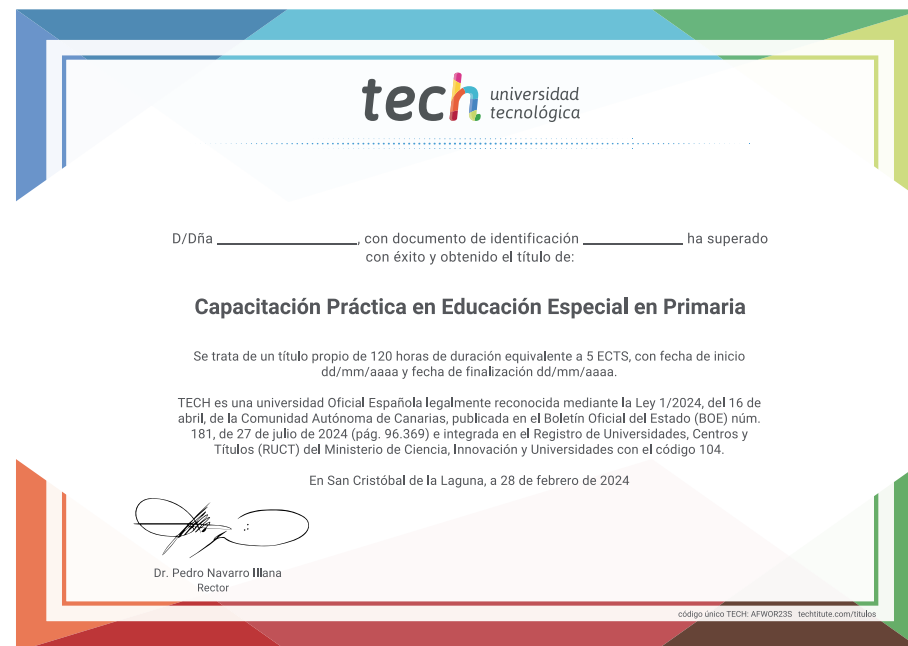 tech universidad
tecnológica
D/Dña ____________________, con documento de identificación ______________ ha superado
con éxito y obtenido el título de:
Capacitación Práctica en Educación Especial en Primaria
Se trata de un título propio de 120 horas de duración equivalente a 5 ECTS, con fecha de inicio
dd/mm/aaaa y fecha de finalización dd/mm/aaaa.
TECH es una universidad Oficial Española legalmente reconocida mediante la Ley 1/2024, del 16 de
abril, de la Comunidad Autónoma de Canarias, publicada en el Boletín Oficial del Estado (BOE) núm.
181, de 27 de julio de 2024 (pág. 96.369) e integrada en el Registro de Universidades, Centros y
Títulos (RUCT) del Ministerio de Ciencia, Innovación y Universidades con el código 104.
En San Cristóbal de la Laguna, a 28 de febrero de 2024
Dr. Pedro Navarro Illana
Rector
código único TECH: AFWOR23S techtitute.com/titulos